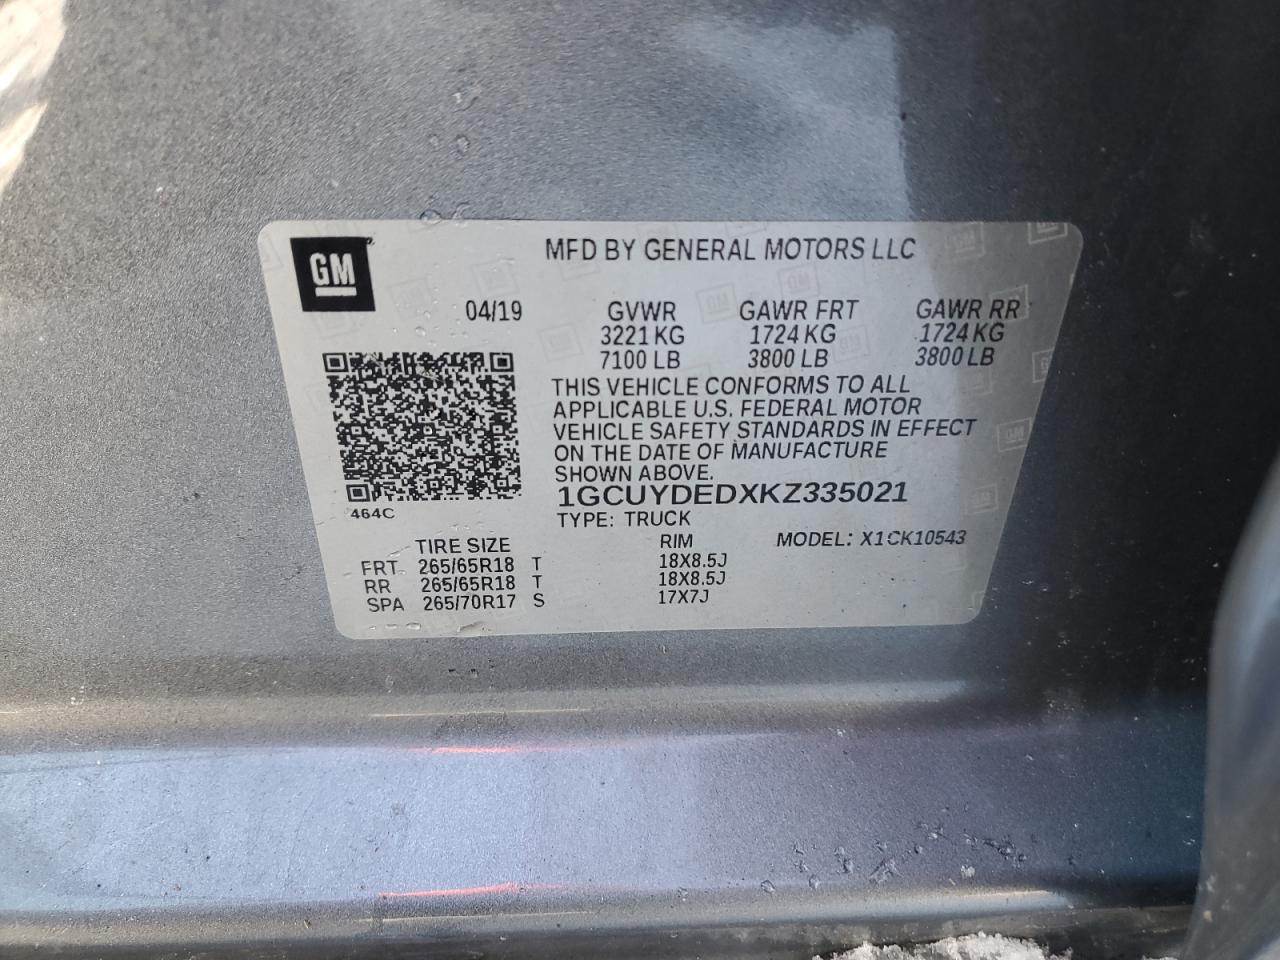 GM
MFD BY GENERAL MOTORS LLC
04/19 GVWR GAWR FRT GAWR RR
3221 KG 1724 KG 1724 KG
7100 LB 3800 LB 3800 LB
THIS VEHICLE CONFORMS TO ALL
APPLICABLE U.S. FEDERAL MOTOR
VEHICLE SAFETY STANDARDS IN EFFECT
ON THE DATE OF MANUFACTURE
SHOWN ABOVE.
1GCUYDEDXKZ335021
464C
TYPE: TRUCK
TIRE SIZE RIM MODEL: X1CK10543
FRT 265/65R18 T 18X8.5J
RR 265/65R18 T 18X8.5J
SPA 265/70R17 S 17X7J